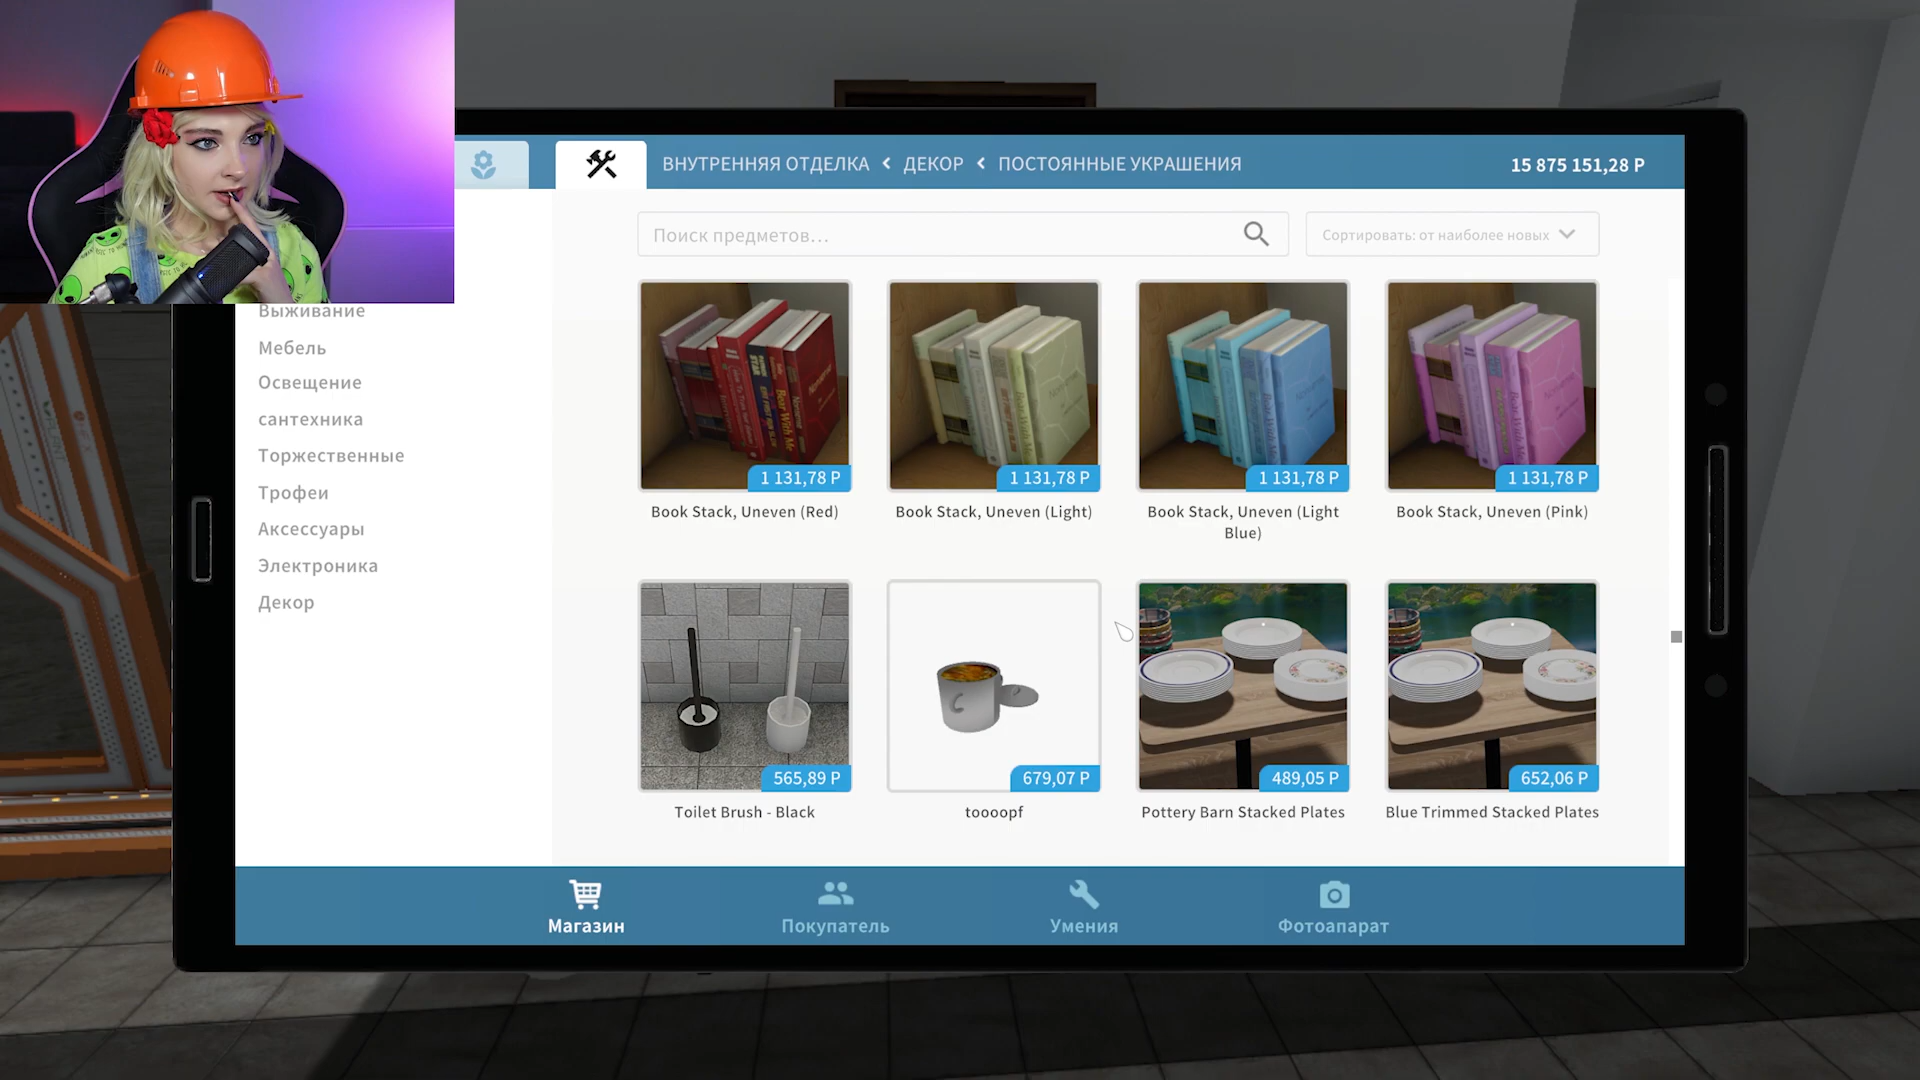 ВНУТРЕННЯЯ ОТДЕЛКА < ДЕКОР < ПОСТОЯННЫЕ УКРАШЕНИЯ
15 875 151,28 Р
Поиск предметов...
Сортировать: от наиболее новых
Выживание
Мебель
Освещение
сантехника
Торжественные
Трофеи
Аксессуары
Электроника
Декор
1 131,78 Р
1 131,78 Р
1 131,78 Р
1 131,78 Р
Book Stack, Uneven (Red)
Book Stack, Uneven (Light)
Book Stack, Uneven (Light
Blue)
Book Stack, Uneven (Pink)
565,89 Р
679,07 Р
489,05 Р
652,06 Р
Toilet Brush - Black
toooopf
Pottery Barn Stacked Plates
Blue Trimmed Stacked Plates
Магазин
Покупатель
Умения
Фотоаппарат